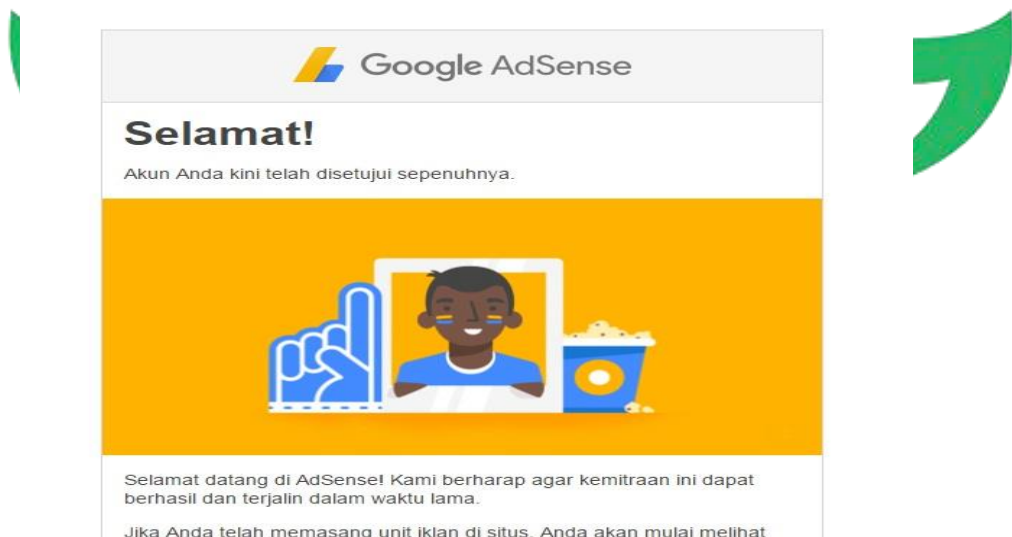 Google AdSense
Selamat!
Akun Anda kini telah disetujui sepenuhnya.
Selamat datang di AdSense! Kami berharap agar kemitraan ini dapat
berhasil dan terjalin dalam waktu lama.
Jika Anda telah memasang unit iklan di situs, Anda akan mulai melihat